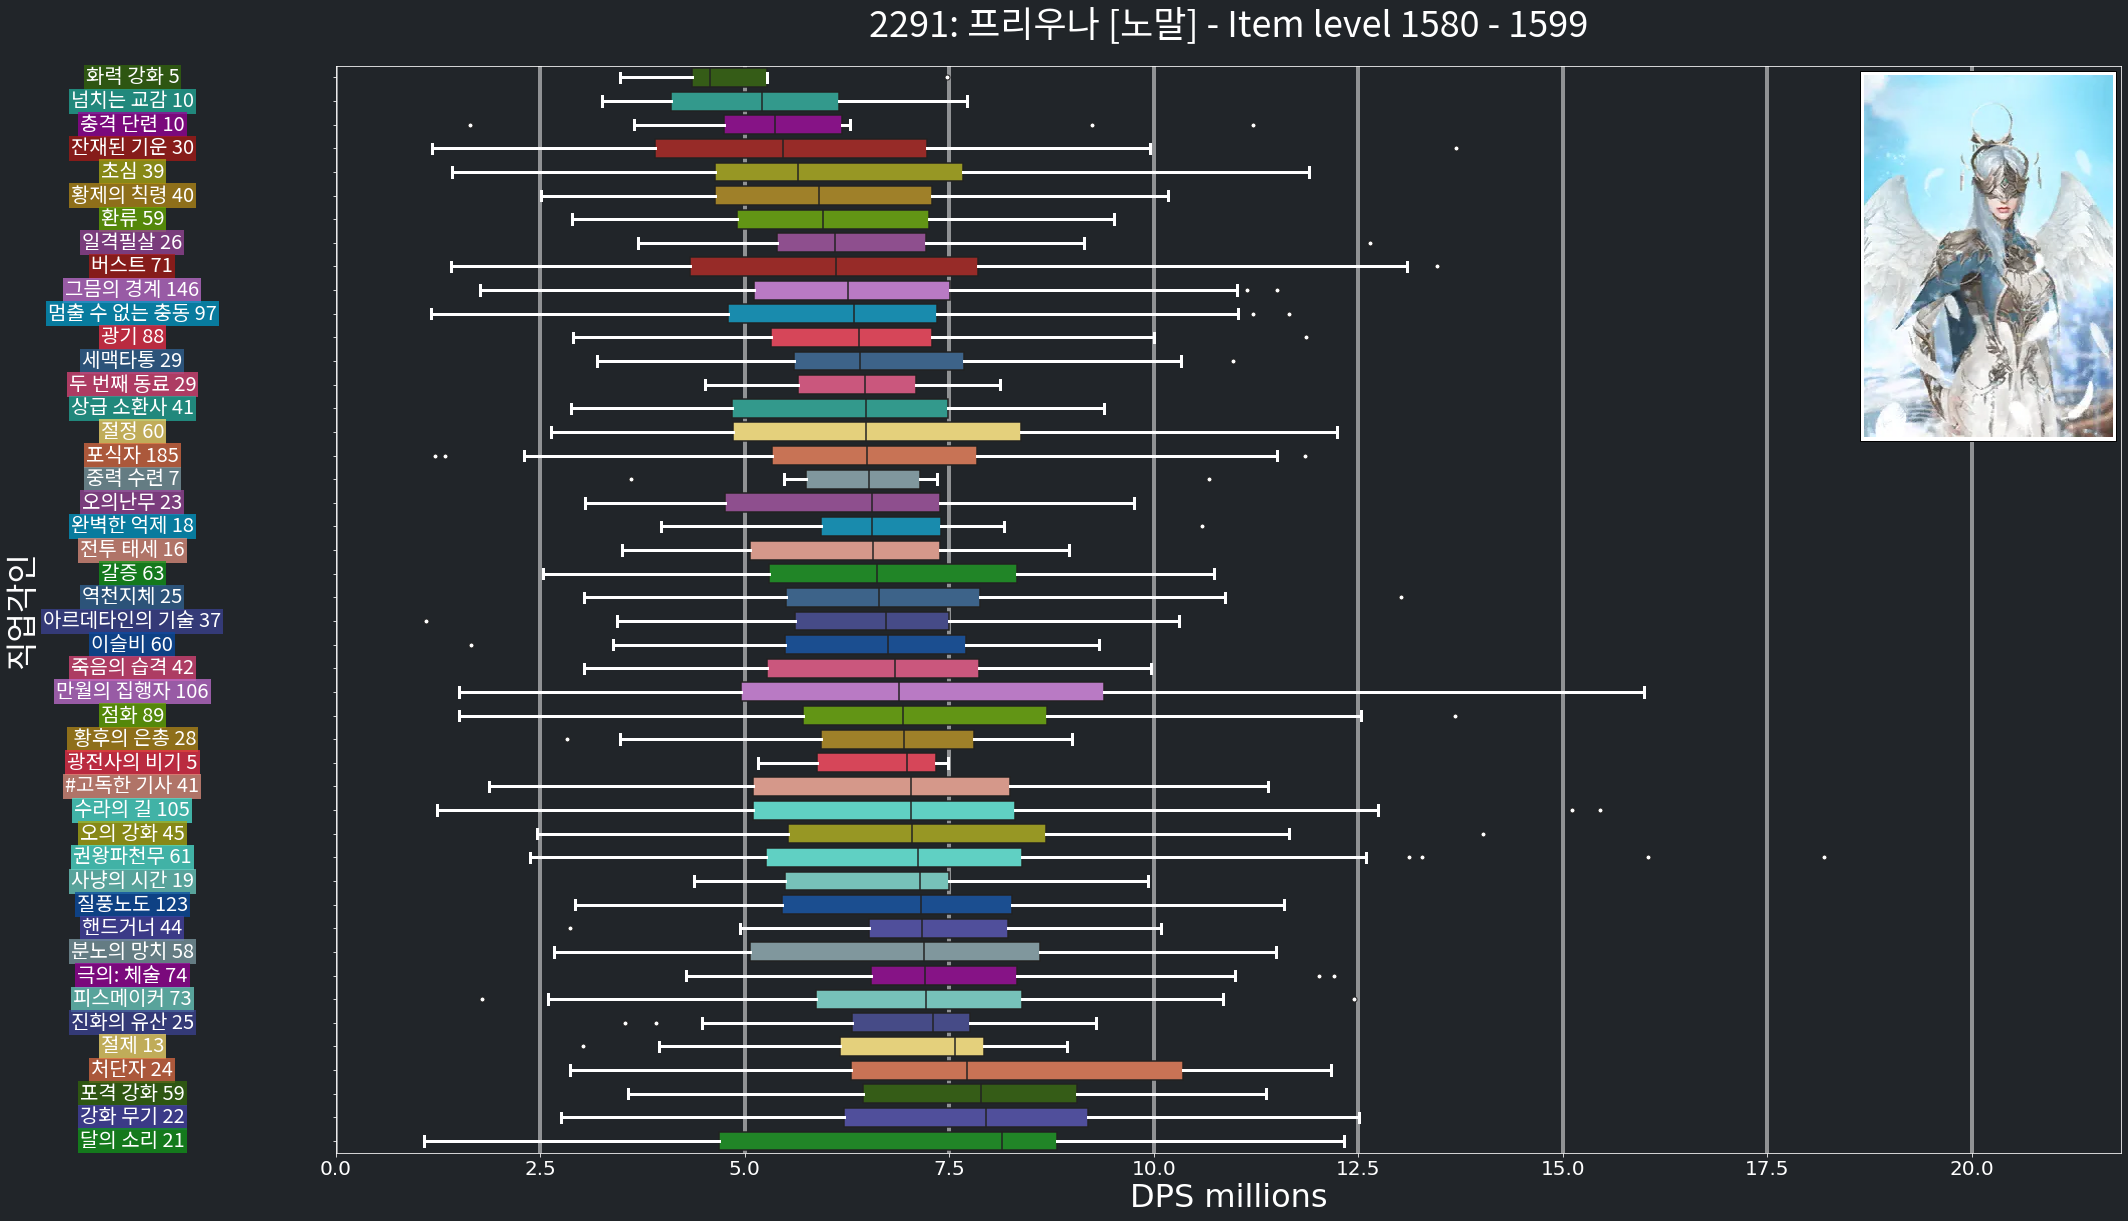 2291: 프리우나 [노말] - Item level 1580 - 1599
화력 강화 5
넘치는 교감 10
충격 단련 10
잔재된 기운 30
초심 39
황제의 칙령 40
환류 59
일격필살 26
버스트 71
그믐의 경계 146
멈출 수 없는 충동 97
광기 88
세맥타통 29
두 번째 동료 29
상급 소환사 41
절정 60
포식자 185
중력 수련 7
오의난무 23
완벽한 억제 18
전투 태세 16
갈증 63
역천지체 25
아르데타인의 기술 37
이슬비 60
죽음의 습격 42
만월의 집행자 106
점화 89
황후의 은총 28
광전사의 비기 5
#고독한 기사 41
수라의 길 105
오의 강화 45
권왕파천무 61
사냥의 시간 19
질풍노도 123
핸드거너 44
분노의 망치 58
극의: 체술 74
피스메이커 73
진화의 유산 25
절제 13
처단자 24
포격 강화 59
강화 무기 22
달의 소리 21
직업각인
0.0 2.5 5.0 7.5 10.0 12.5 15.0 17.5 20.0
DPS millions